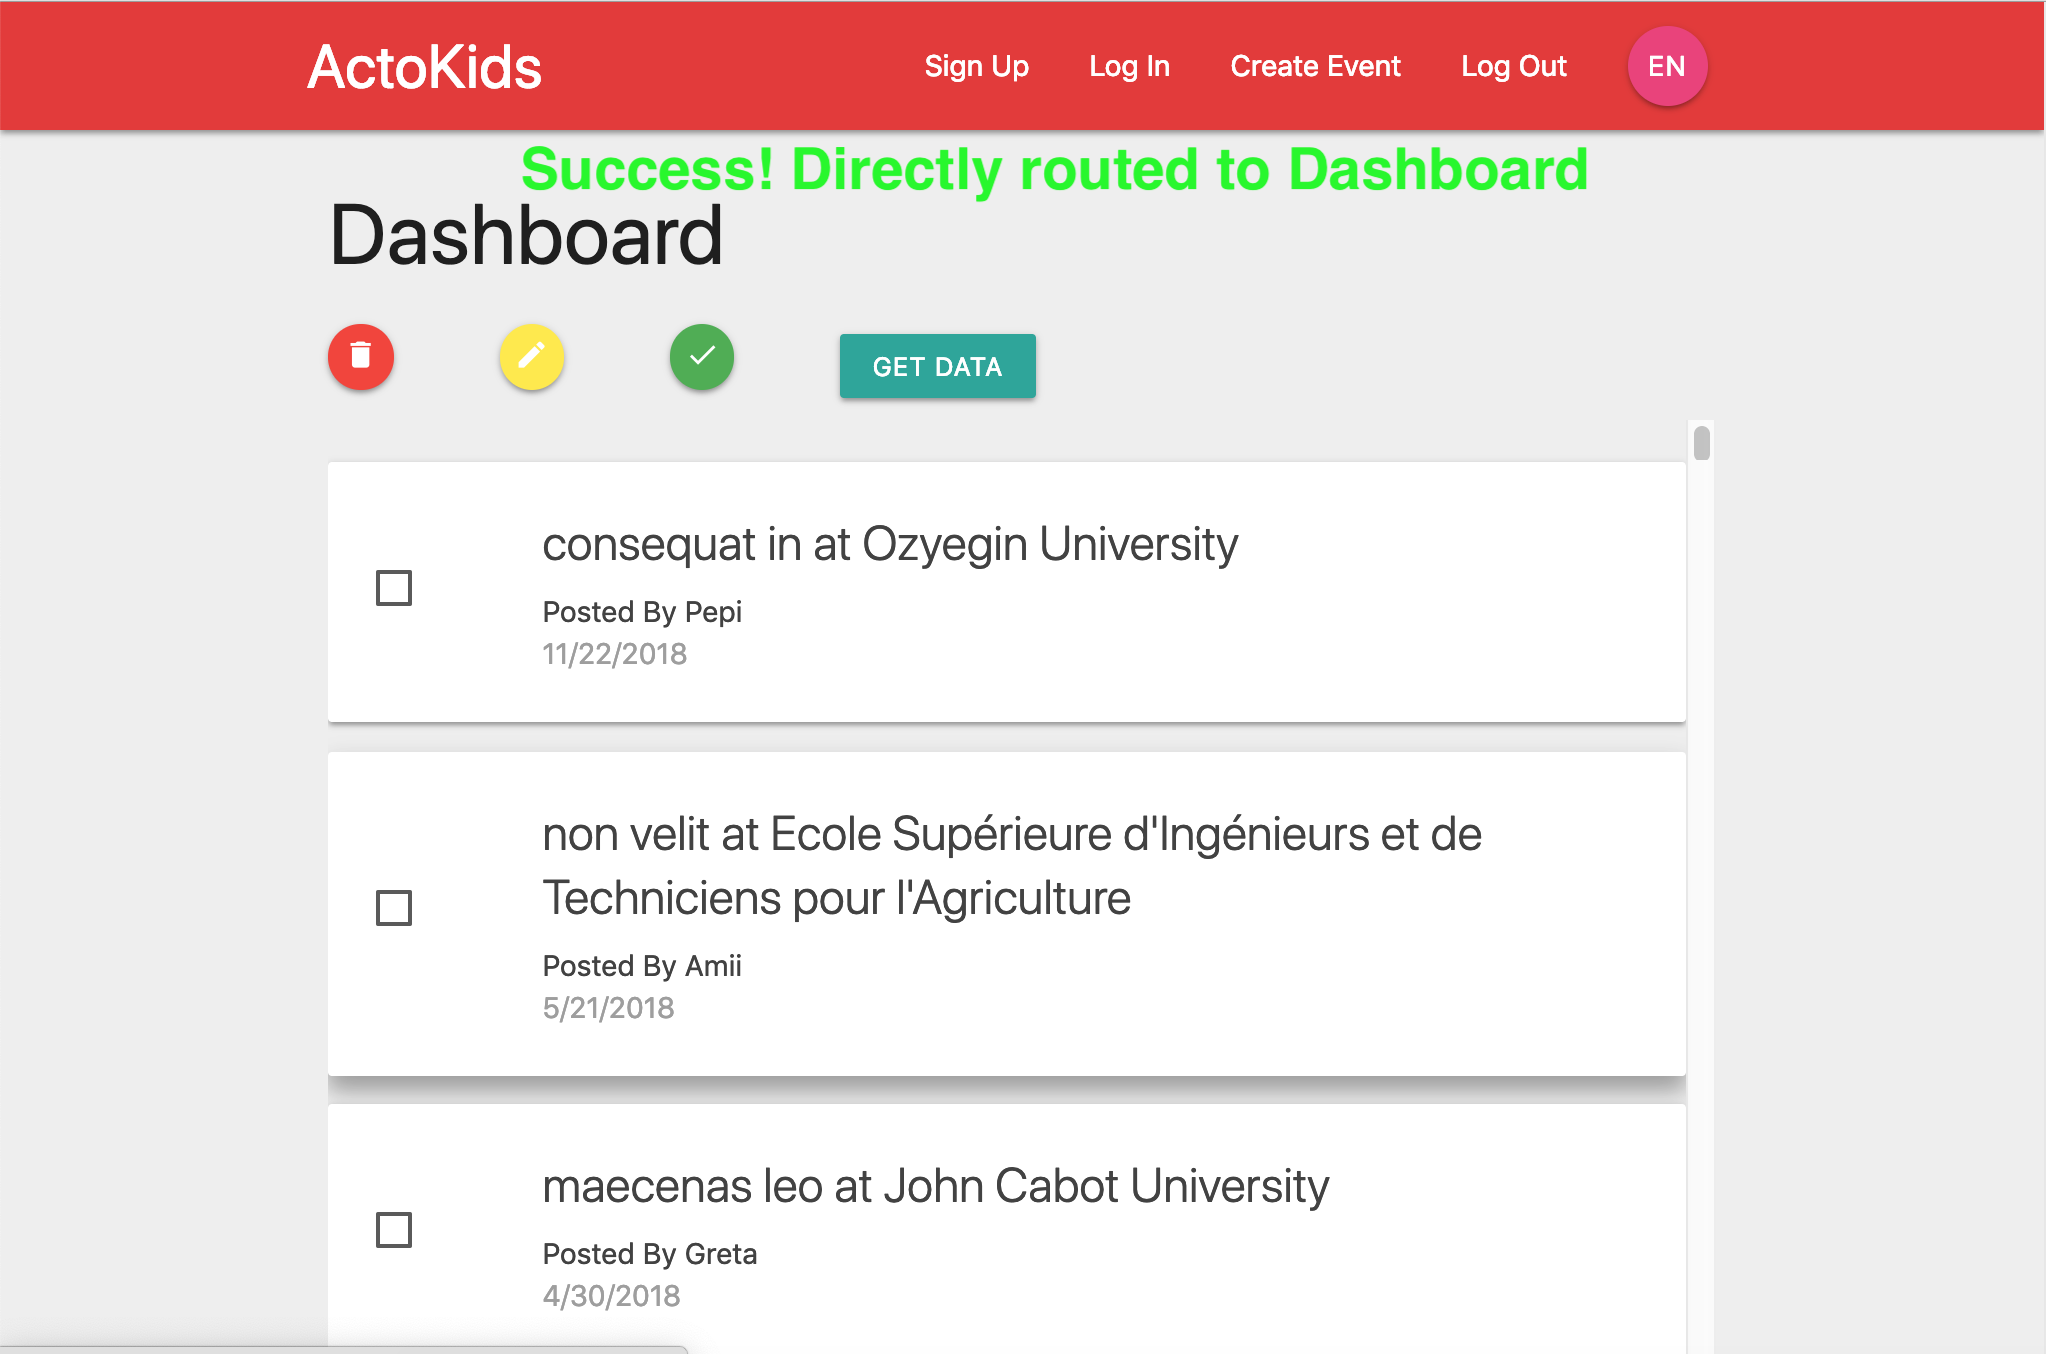 ActoKids
Sign Up
Log In
Create Event
Log Out
EN
Success! Directly routed to Dashboard
Dashboard
GET DATA
consequat in at Ozyegin University
Posted By Pepi
11/22/2018
non velit at Ecole Supérieure d'Ingénieurs et de
Techniciens pour l'Agriculture
Posted By Amii
5/21/2018
maecenas leo at John Cabot University
Posted By Greta
4/30/2018